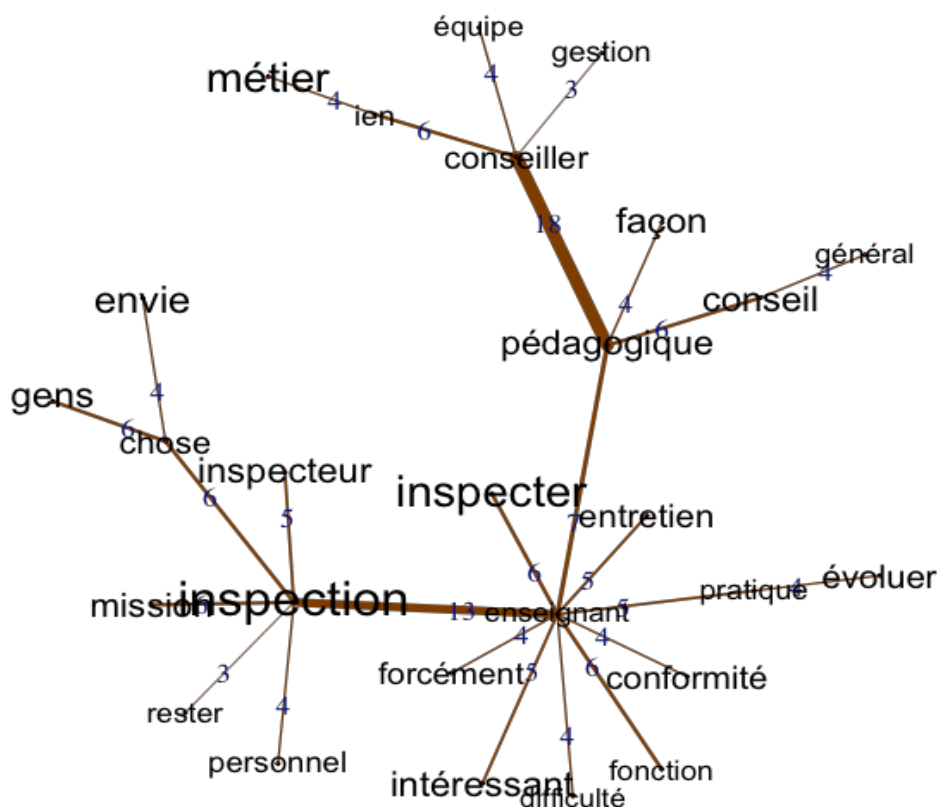 équipe
gestion
métier
4
3
4
ien
6
conseiller
18
façon
général
4
envie
4
conseil
6
pédagogique
4
gens
6
chose
inspecteur
6
5
inspecter
7
entretien
6
5
évoluer
4
pratique
mission
inspection
13
enseignant
5
4
4
forcément
5
6
conformité
3
4
rester
4
personnel
fonction
intéressant
difficulté